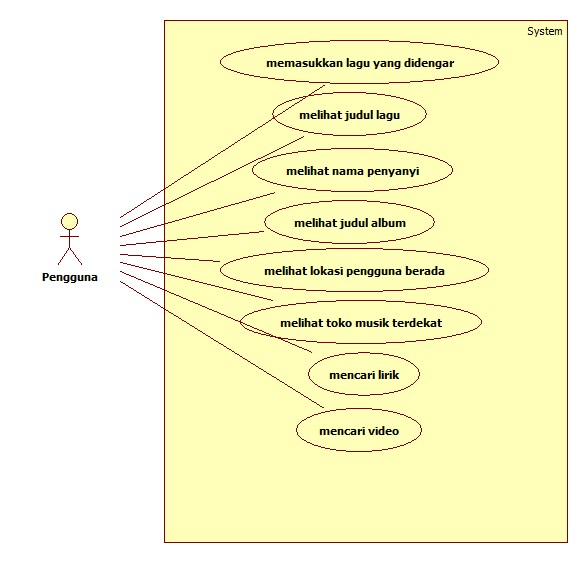 System
memasukkan lagu yang didengar
melihat judul lagu
melihat nama penyanyi
melihat judul album
Pengguna
melihat lokasi pengguna berada
melihat toko musik terdekat
mencari lirik
mencari video